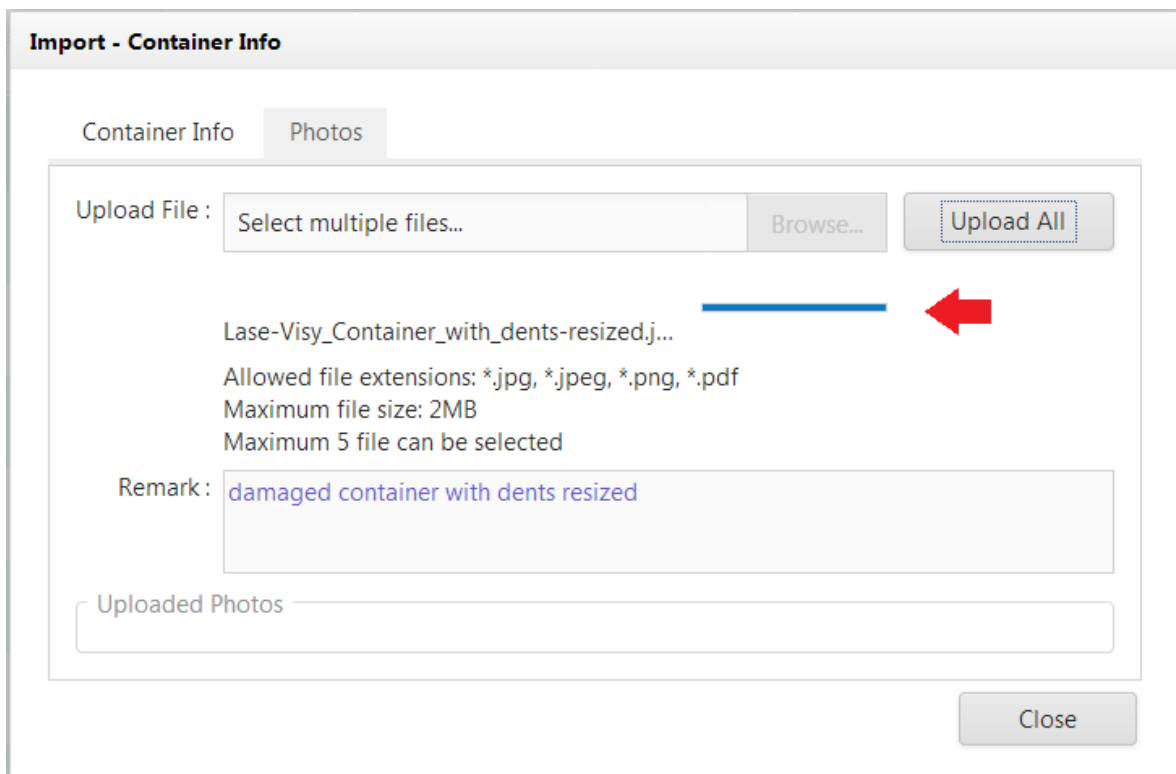 Import - Container Info
Container Info Photos
Upload File : Select multiple files... Browse... Upload All
Lase-Visy_Container_with_dents-resized.j...
Allowed file extensions: *.jpg, *.jpeg, *.png, *.pdf
Maximum file size: 2MB
Maximum 5 file can be selected
Remark : damaged container with dents resized
Uploaded Photos
Close